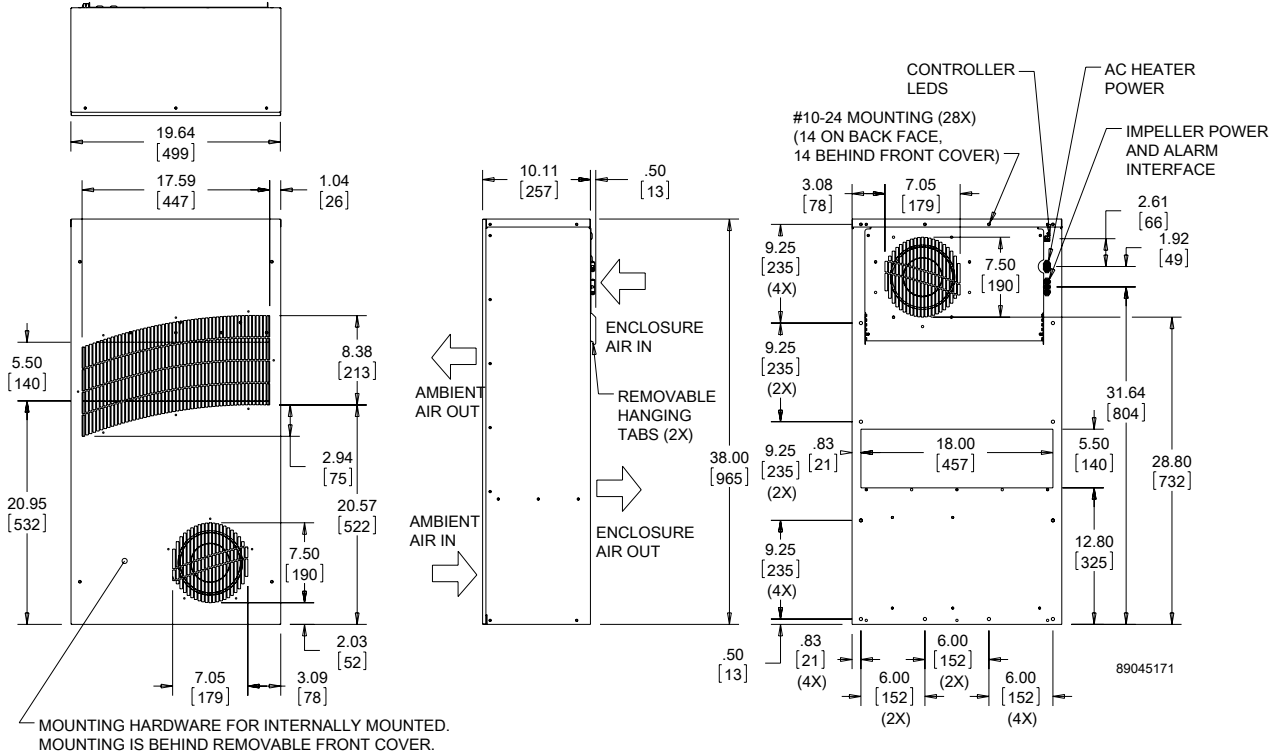 19.64
[499]
17.59
[447]
1.04
[26]
5.50
[140]
8.38
[213]
2.94
[75]
20.95
[532]
20.57
[522]
7.50
[190]
2.03
[52]
7.05
[179]
3.09
[78]
MOUNTING HARDWARE FOR INTERNALLY MOUNTED.
MOUNTING IS BEHIND REMOVABLE FRONT COVER.
10.11
[257]
.50
[13]
AMBIENT
AIR OUT
ENCLOSURE
AIR IN
REMOVABLE
HANGING
TABS (2X)
38.00
[965]
AMBIENT
AIR IN
ENCLOSURE
AIR OUT
CONTROLLER
LEDS
AC HEATER
POWER
#10-24 MOUNTING (28X)
(14 ON BACK FACE,
14 BEHIND FRONT COVER)
IMPELLER POWER
AND ALARM
INTERFACE
3.08
[78]
7.05
[179]
2.61
[66]
1.92
[49]
9.25
[235]
(4X)
7.50
[190]
9.25
[235]
(2X)
31.64
[804]
.83
[21]
18.00
[457]
5.50
[140]
28.80
[732]
9.25
[235]
(2X)
12.80
[325]
9.25
[235]
(4X)
.50
[13]
.83
[21]
(4X)
6.00
[152]
(2X)
6.00
[152]
(2X)
6.00
[152]
(4X)
89045171